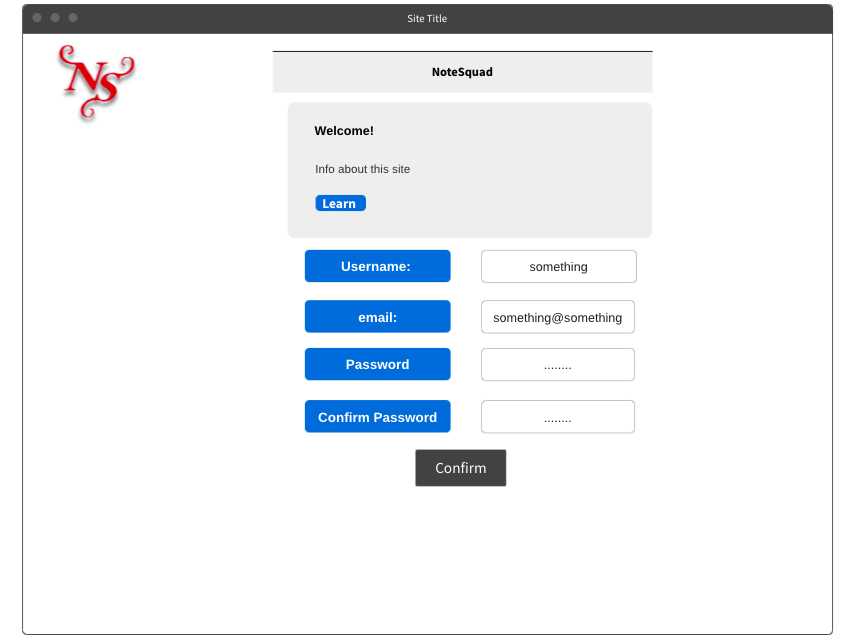 Site Title
NS
NoteSquad
Welcome!
Info about this site
Learn
Username:
something
email:
something@something
Password
........
Confirm Password
........
Confirm